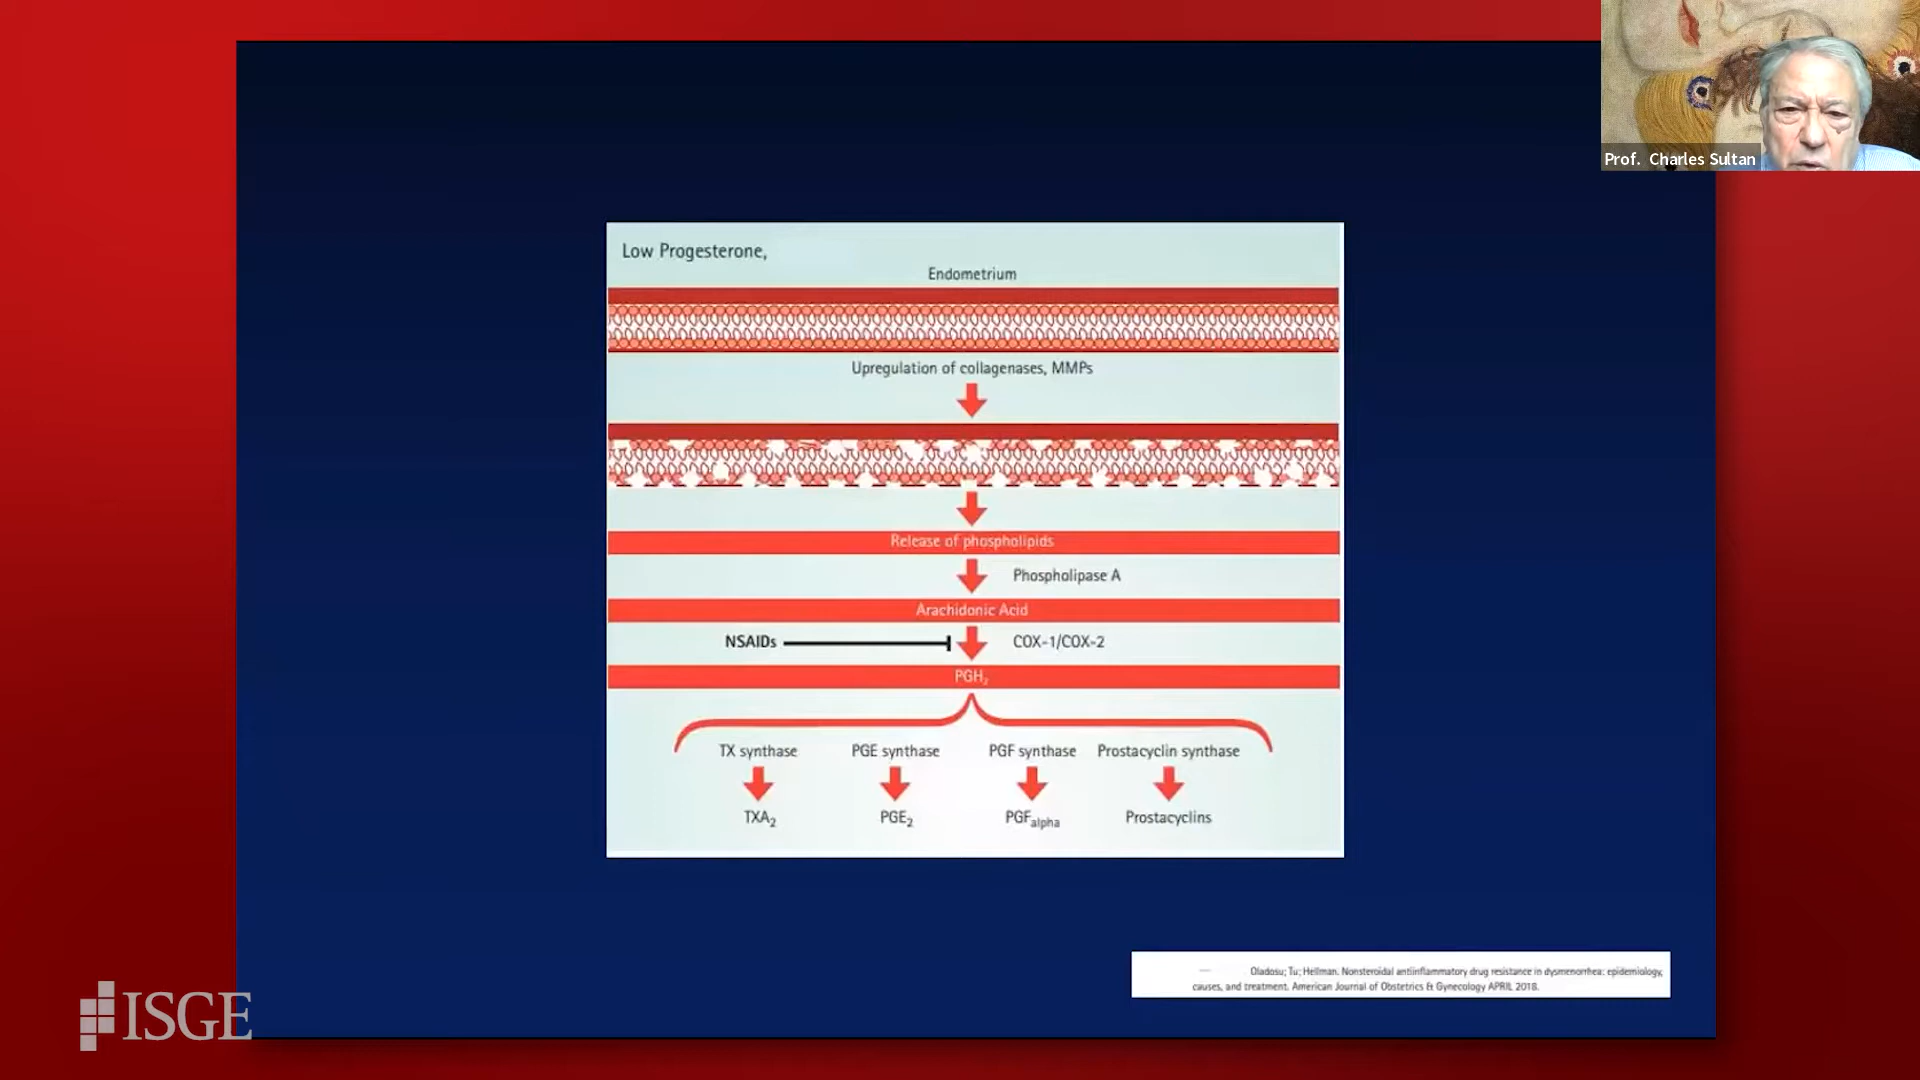 Prof. Charles Sultan
Low Progesterone,
Endometrium
Upregulation of collagenases, MMPs
Release of phospholipids
Phospholipase A
Arachidonic Acid
NSAIDs
COX-1/COX-2
PGH₂
TX synthase PGE synthase PGF synthase Prostacyclin synthase
TXA₂ PGE₂ PGFalpha Prostacyclins
Oladosu; Tu; Hellman. Nonsteroidal antiinflammatory drug resistance in dysmenorrhea: epidemiology,
causes, and treatment. American Journal of Obstetrics & Gynecology APRIL 2018.
ISGE